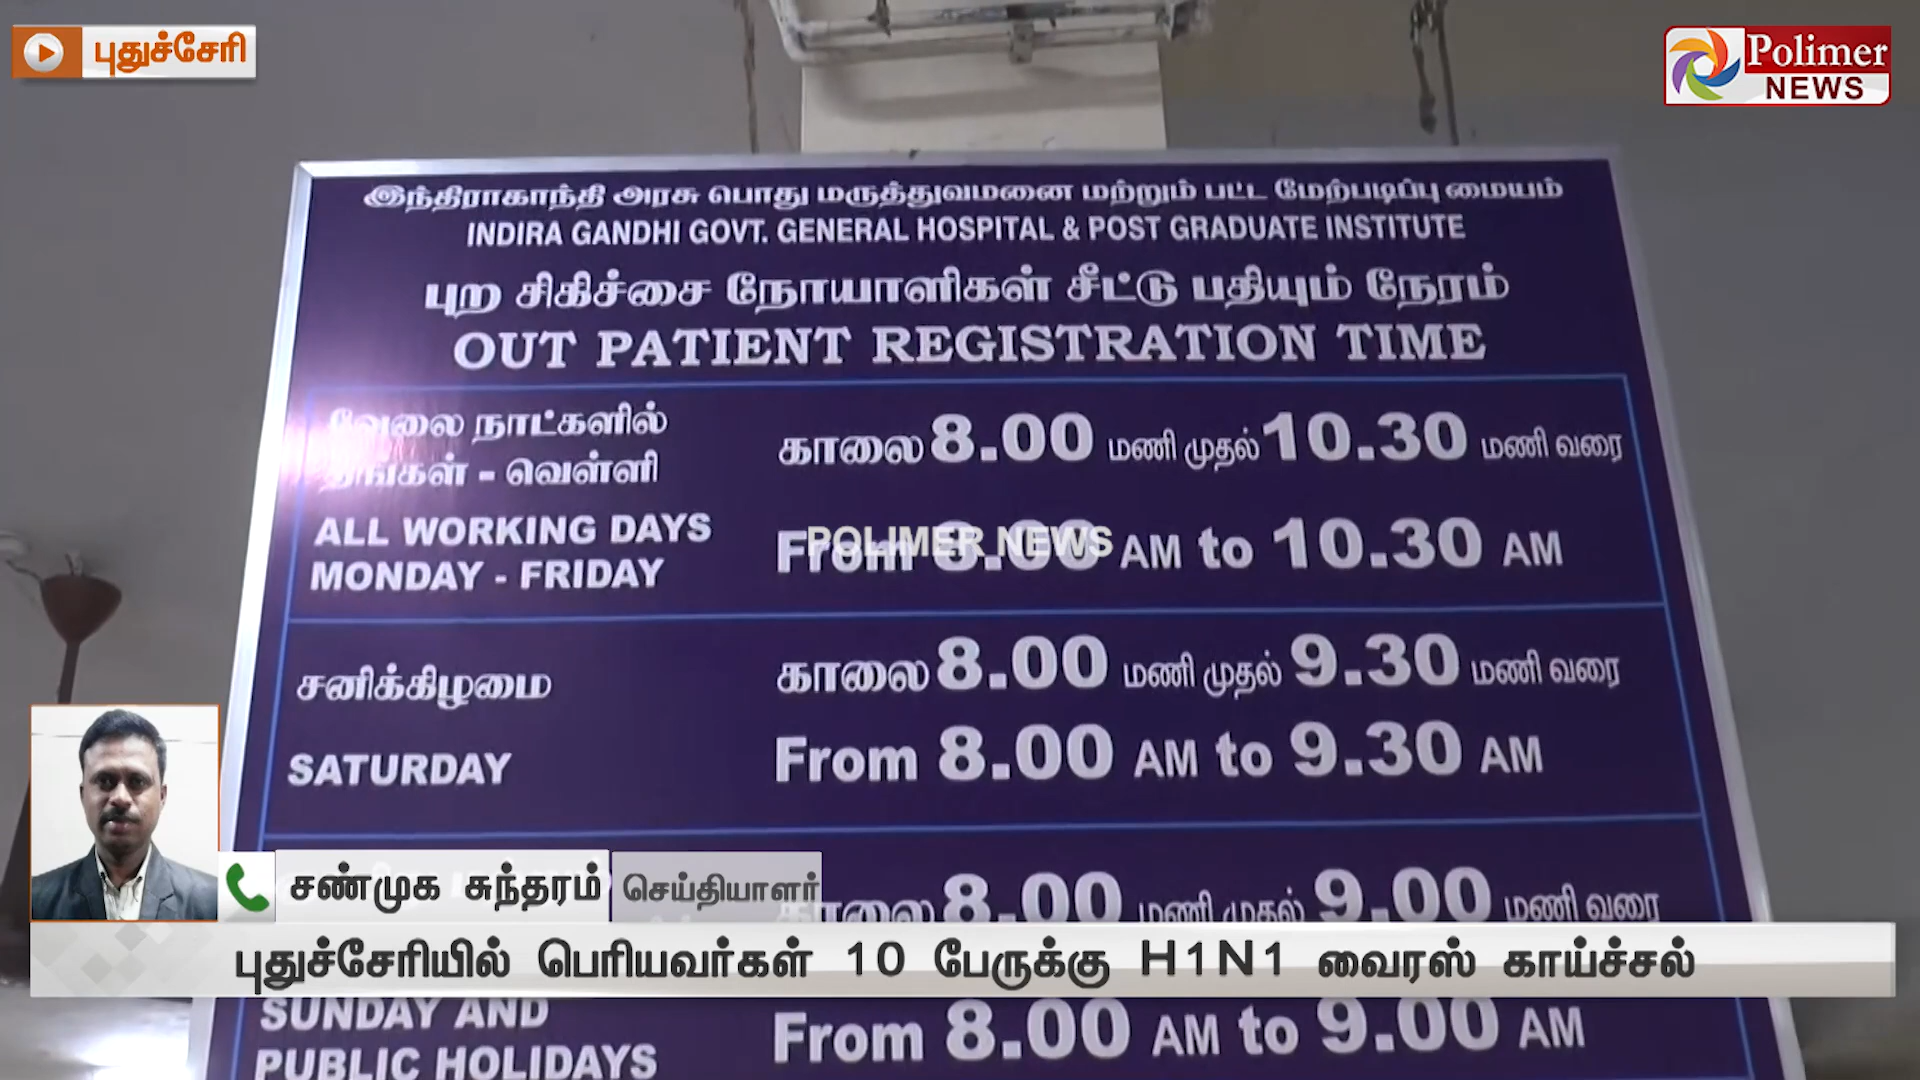 புதுச்சேரி
Polimer
NEWS
இந்திராகாந்தி அரசு பொது மருத்துவமனை மற்றும் பட்ட மேற்படிப்பு மையம்
INDIRA GANDHI GOVT. GENERAL HOSPITAL & POST GRADUATE INSTITUTE
புற சிகிச்சை நோயாளிகள் சீட்டு பதியும் நேரம்
OUT PATIENT REGISTRATION TIME
வேலை நாட்களில்
திங்கள் - வெள்ளி
காலை 8.00 மணி முதல் 10.30 மணி வரை
ALL WORKING DAYS
MONDAY - FRIDAY
From 8.00 AM to 10.30 AM
POLIMER NEWS
சனிக்கிழமை
காலை 8.00 மணி முதல் 9.30 மணி வரை
SATURDAY
From 8.00 AM to 9.30 AM
காலை 8.00 மணி முதல் 9.00 மணி வரை
சண்முக சுந்தரம்
செய்தியாளர்
புதுச்சேரியில் பெரியவர்கள் 10 பேருக்கு H1N1 வைரஸ் காய்ச்சல்
SUNDAY AND
PUBLIC HOLIDAYS
From 8.00 AM to 9.00 AM